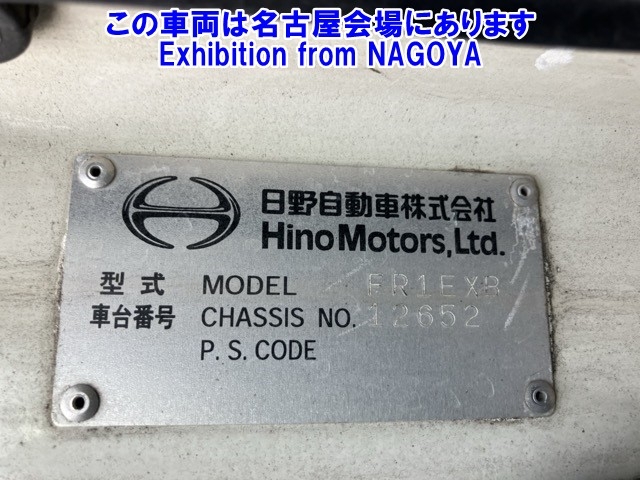 この車両は名古屋会場にあります
Exhibition from NAGOYA
日野自動車株式会社
Hino Motors, Ltd.
型式 MODEL FR1EXB
車台番号 CHASSIS NO. 12652
P. S. CODE